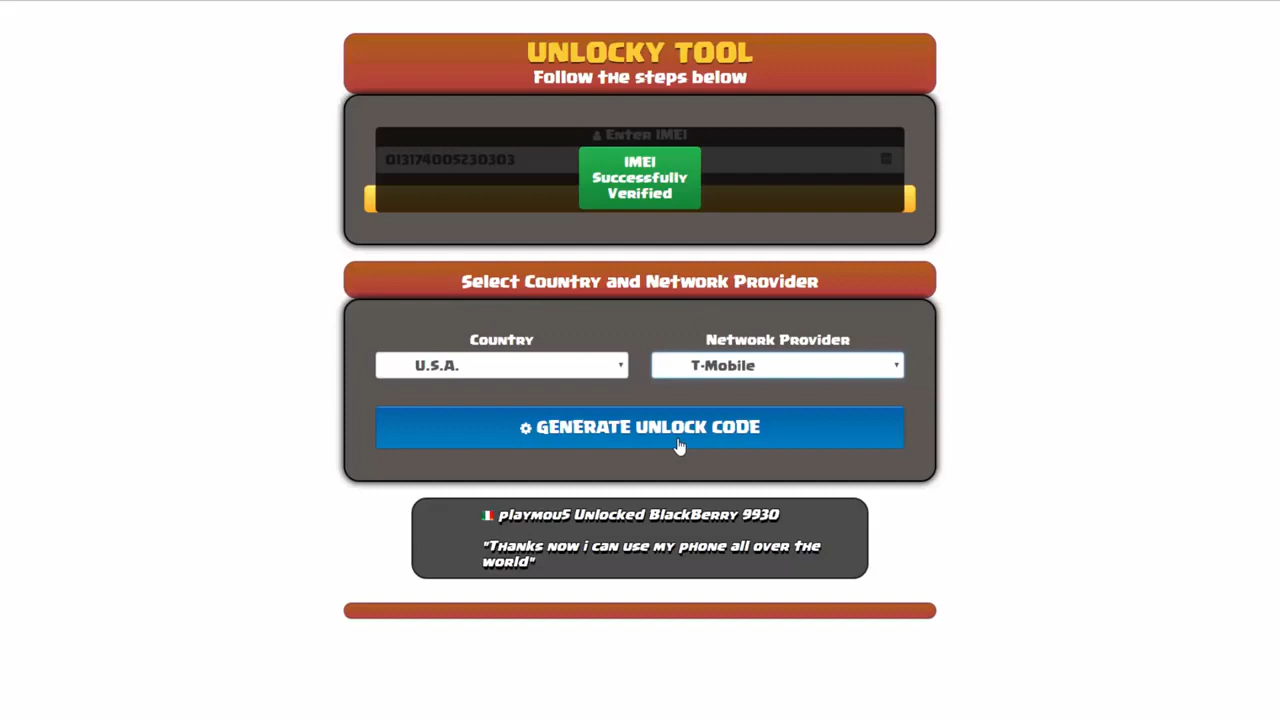 UNLOCKY TOOL
Follow the steps below
Enter IMEI
013174005230303
IMEI
Successfully
Verified
Select Country and Network Provider
Country
Network Provider
U.S.A.
T-Mobile
GENERATE UNLOCK CODE
playmou5 Unlocked BlackBerry 9930
"Thanks now i can use my phone all over the
world"